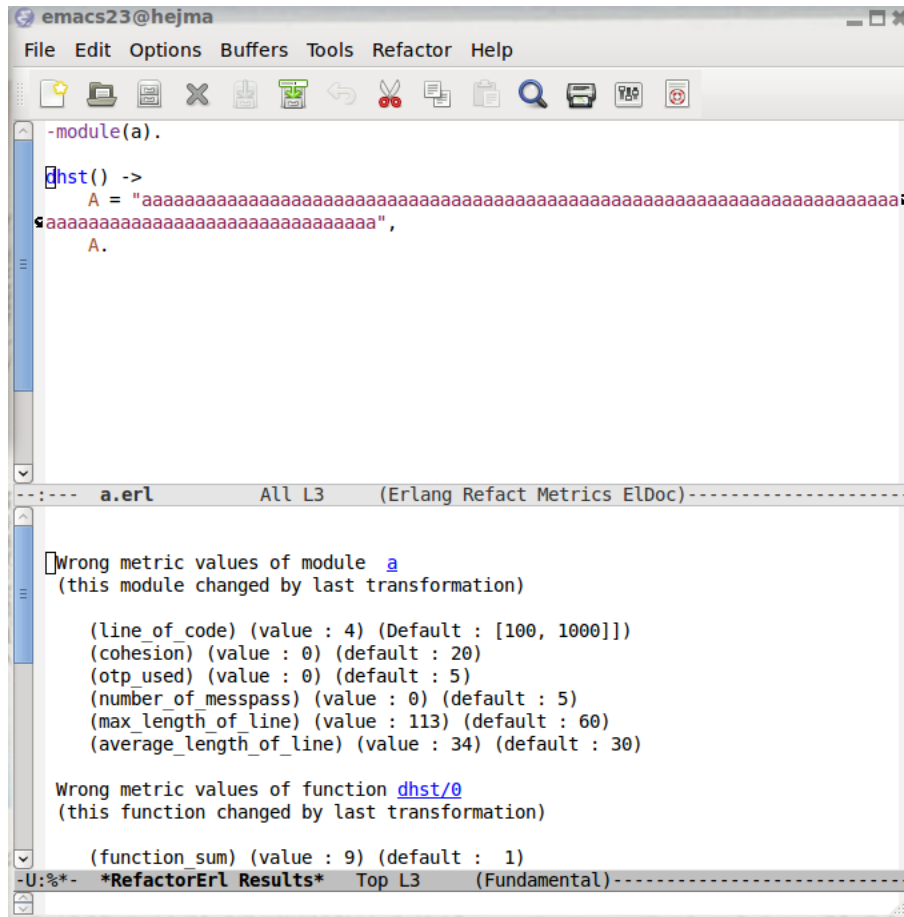 emacs23@hejma
File Edit Options Buffers Tools Refactor Help
-module(a).
dhst() ->
A = "aaaaaaaaaaaaaaaaaaaaaaaaaaaaaaaaaaaaaaaaaaaaaaaaaaaaaaaaaaaaaaaaaaaaaaa
aaaaaaaaaaaaaaaaaaaaaaaaaaaaaaa",
A.
--:--- a.erl All L3 (Erlang Refact Metrics ElDoc)---------------------
Wrong metric values of module a
(this module changed by last transformation)
(line_of_code) (value : 4) (Default : [100, 1000]])
(cohesion) (value : 0) (default : 20)
(otp_used) (value : 0) (default : 5)
(number_of_messpass) (value : 0) (default : 5)
(max_length_of_line) (value : 113) (default : 60)
(average_length_of_line) (value : 34) (default : 30)
Wrong metric values of function dhst/0
(this function changed by last transformation)
(function_sum) (value : 9) (default : 1)
-U:%*- *RefactorErl Results* Top L3 (Fundamental)----------------------------